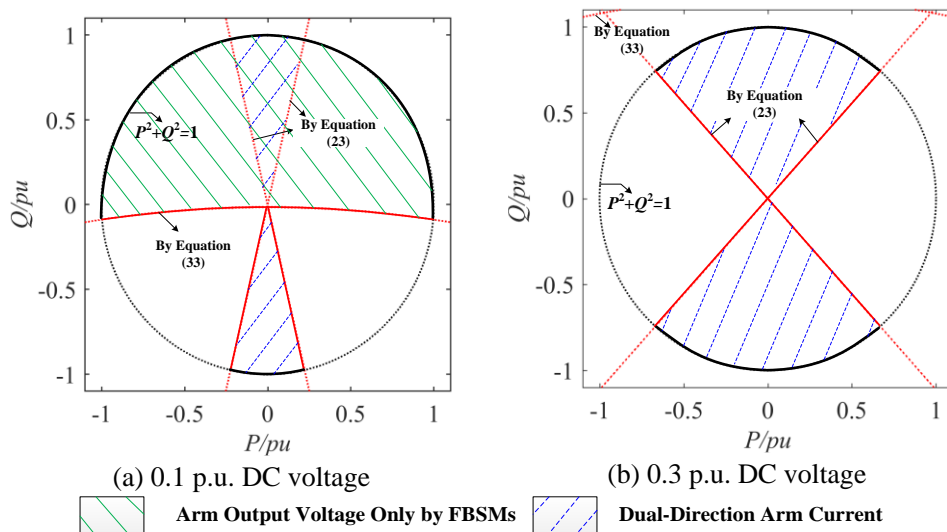 1
0.5
0
-0.5
-1
Q/pu
P²+Q²=1
By Equation
(23)
By Equation
(33)
-1
-0.5
0
0.5
1
P/pu
(a) 0.1 p.u. DC voltage
1
0.5
0
-0.5
-1
Q/pu
By Equation
(33)
By Equation
(23)
P²+Q²=1
-1
-0.5
0
0.5
1
P/pu
(b) 0.3 p.u. DC voltage
Arm Output Voltage Only by FBSMs
Dual-Direction Arm Current